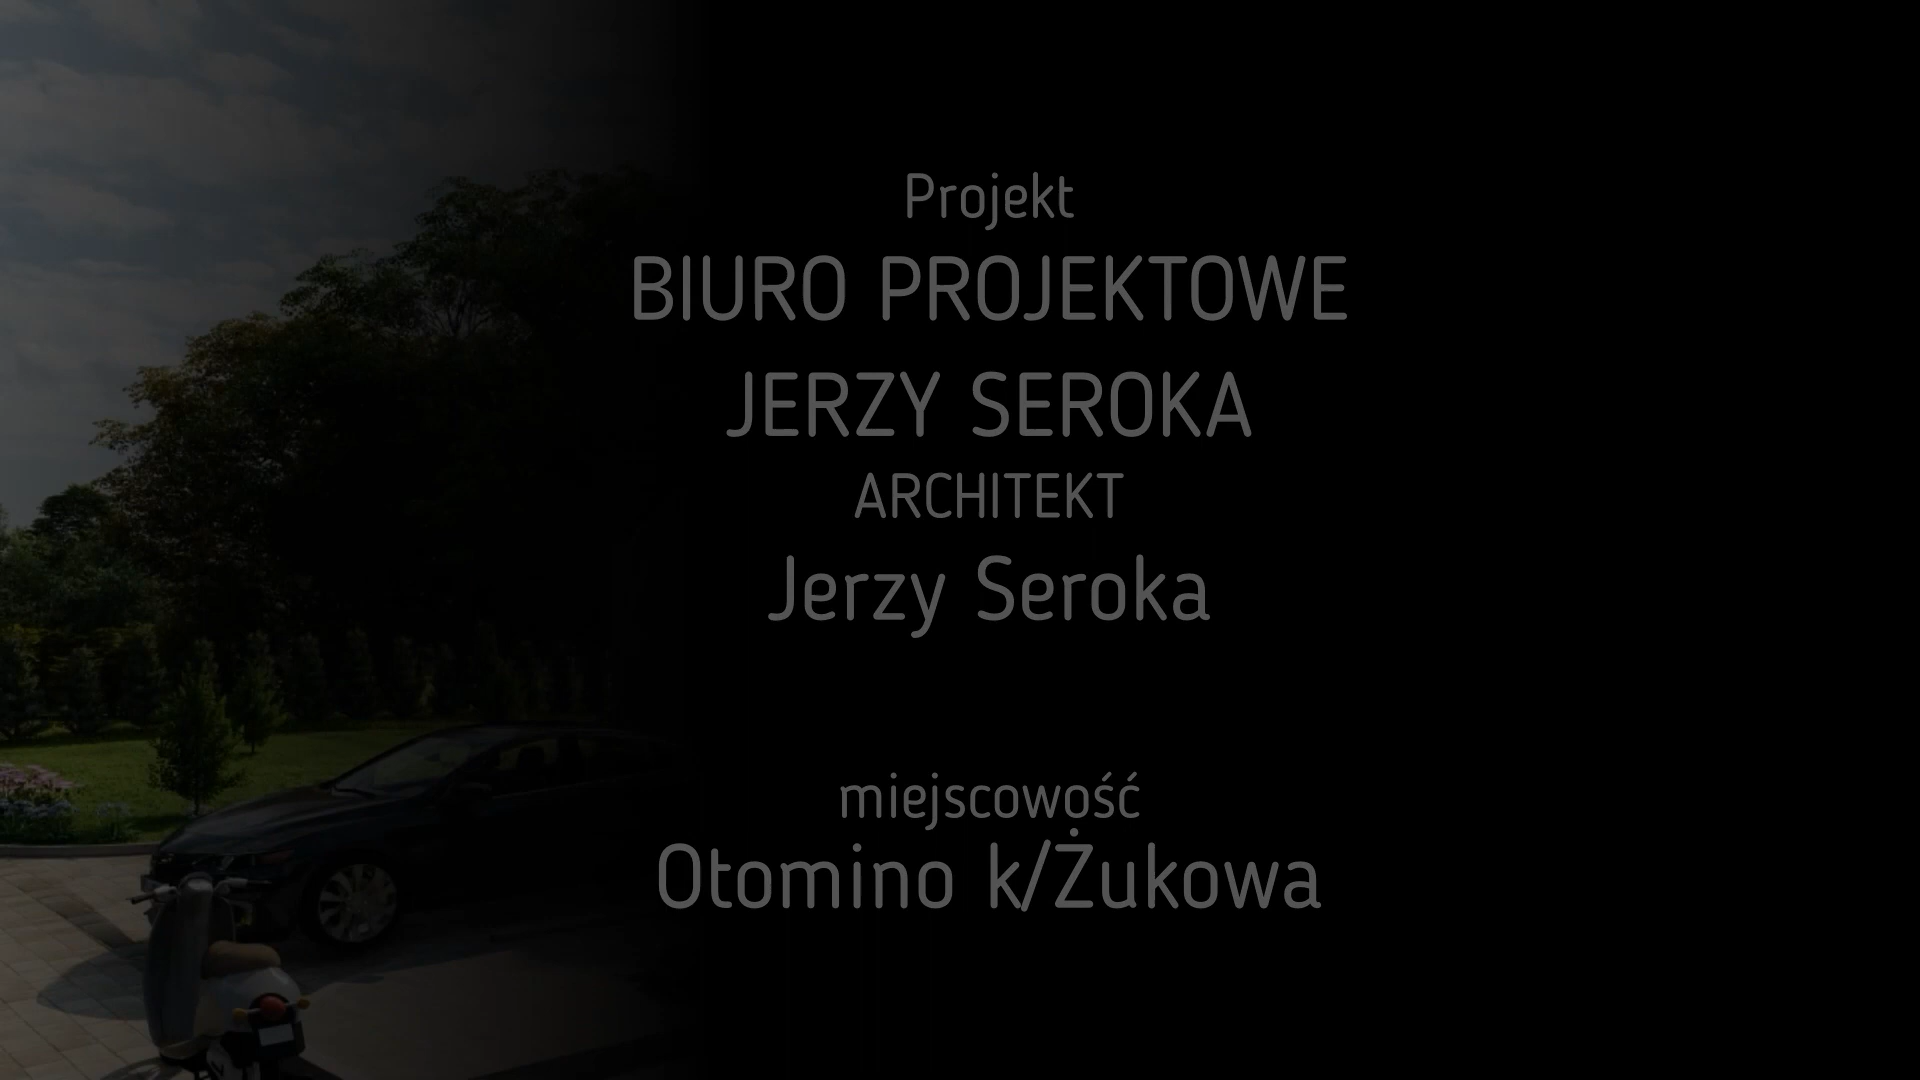 Projekt
BIURO PROJEKTOWE
JERZY SEROKA
ARCHITEKT
Jerzy Seroka
miejscowość
Otomino k/Żukowa